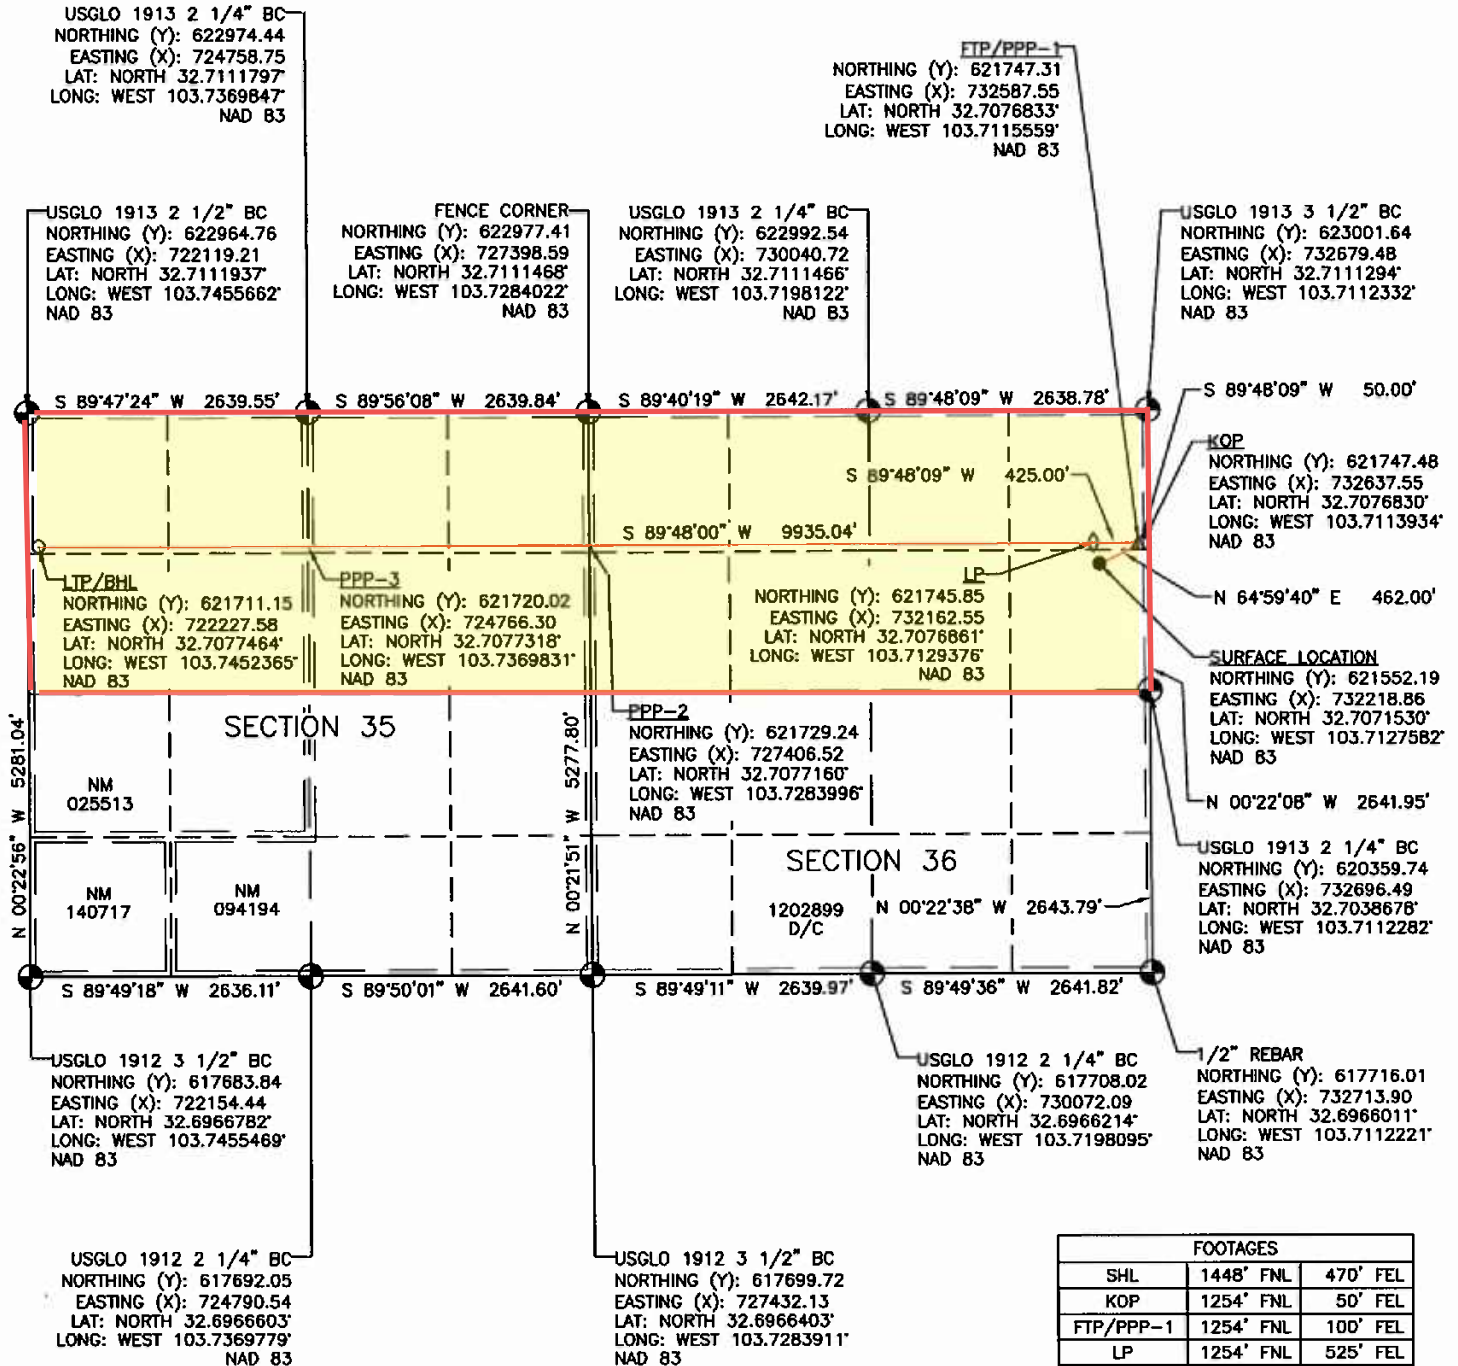 USGLO 1913 2 1/4" BC
NORTHING (Y): 622974.44
EASTING (X): 724758.75
LAT: NORTH 32.7111797°
LONG: WEST 103.7369847°
NAD 83
FTP/PPP-1
NORTHING (Y): 621747.31
EASTING (X): 732587.55
LAT: NORTH 32.7076833°
LONG: WEST 103.7115559°
NAD 83
USGLO 1913 2 1/2" BC
NORTHING (Y): 622964.76
EASTING (X): 722119.21
LAT: NORTH 32.7111937°
LONG: WEST 103.7455662°
NAD 83
FENCE CORNER
NORTHING (Y): 622977.41
EASTING (X): 727398.59
LAT: NORTH 32.7111468°
LONG: WEST 103.7284022°
NAD 83
USGLO 1913 2 1/4" BC
NORTHING (Y): 622992.54
EASTING (X): 730040.72
LAT: NORTH 32.7111466°
LONG: WEST 103.7198122°
NAD 83
USGLO 1913 3 1/2" BC
NORTHING (Y): 623001.64
EASTING (X): 732679.48
LAT: NORTH 32.7111294°
LONG: WEST 103.7112332°
NAD 83
S 89°47'24" W 2639.55'
S 89°56'08" W 2639.84'
S 89°40'19" W 2642.17'
S 89°48'09" W 2638.78'
S 89°48'09" W 50.00'
KOP
NORTHING (Y): 621747.48
EASTING (X): 732637.55
LAT: NORTH 32.7076830°
LONG: WEST 103.7113934°
NAD 83
S 89°48'09" W 425.00'
S 89°48'00" W 9935.04'
LTP/BHL
NORTHING (Y): 621711.15
EASTING (X): 722227.58
LAT: NORTH 32.7077464°
LONG: WEST 103.7452365°
NAD 83
PPP-3
NORTHING (Y): 621720.02
EASTING (X): 724766.30
LAT: NORTH 32.7077318°
LONG: WEST 103.7369831°
NAD 83
LP
NORTHING (Y): 621745.85
EASTING (X): 732162.55
LAT: NORTH 32.7076861°
LONG: WEST 103.7129376°
NAD 83
N 64°59'40" E 462.00'
SURFACE LOCATION
NORTHING (Y): 621552.19
EASTING (X): 732218.86
LAT: NORTH 32.7071530°
LONG: WEST 103.7127582°
NAD 83
SECTION 35
PPP-2
NORTHING (Y): 621729.24
EASTING (X): 727406.52
LAT: NORTH 32.7077160°
LONG: WEST 103.7283996°
NAD 83
N 00°22'08" W 2641.95'
N 00°22'56" W 5281.04'
NM
025513
N 00°21'51" W 5277.80'
SECTION 36
USGLO 1913 2 1/4" BC
NORTHING (Y): 620359.74
EASTING (X): 732696.49
LAT: NORTH 32.7038678°
LONG: WEST 103.7112282°
NAD 83
NM
140717
NM
094194
1202899
D/C
N 00°22'38" W 2643.79'
S 89°49'18" W 2636.11'
S 89°50'01" W 2641.60'
S 89°49'11" W 2639.97'
S 89°49'36" W 2641.82'
USGLO 1912 3 1/2" BC
NORTHING (Y): 617683.84
EASTING (X): 722154.44
LAT: NORTH 32.6966782°
LONG: WEST 103.7455469°
NAD 83
USGLO 1912 2 1/4" BC
NORTHING (Y): 617708.02
EASTING (X): 730072.09
LAT: NORTH 32.6966214°
LONG: WEST 103.7198095°
NAD 83
1/2" REBAR
NORTHING (Y): 617716.01
EASTING (X): 732713.90
LAT: NORTH 32.6966011°
LONG: WEST 103.7112221°
NAD 83
USGLO 1912 2 1/4" BC
NORTHING (Y): 617692.05
EASTING (X): 724790.54
LAT: NORTH 32.6966603°
LONG: WEST 103.7369779°
NAD 83
USGLO 1912 3 1/2" BC
NORTHING (Y): 617699.72
EASTING (X): 727432.13
LAT: NORTH 32.6966403°
LONG: WEST 103.7283911°
NAD 83
FOOTAGES
SHL 1448' FNL 470' FEL
KOP 1254' FNL 50' FEL
FTP/PPP-1 1254' FNL 100' FEL
LP 1254' FNL 525' FEL